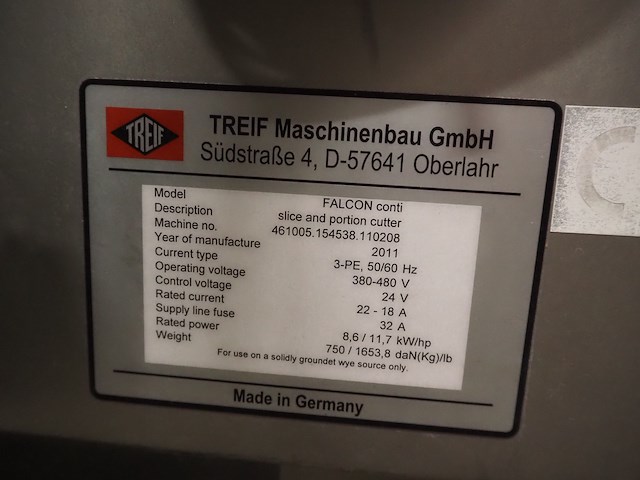 TREIF
TREIF Maschinenbau GmbH
Südstraße 4, D-57641 Oberlahr
Model FALCON conti
Description slice and portion cutter
Machine no. 461005.154538.110208
Year of manufacture 2011
Current type 3-PE, 50/60 Hz
Operating voltage 380-480 V
Control voltage 24 V
Rated current 22 - 18 A
Supply line fuse 32 A
Rated power 8,6 / 11,7 kW/hp
Weight 750 / 1653,8 daN(Kg)/lb
For use on a solidly groundet wye source only.
Made in Germany